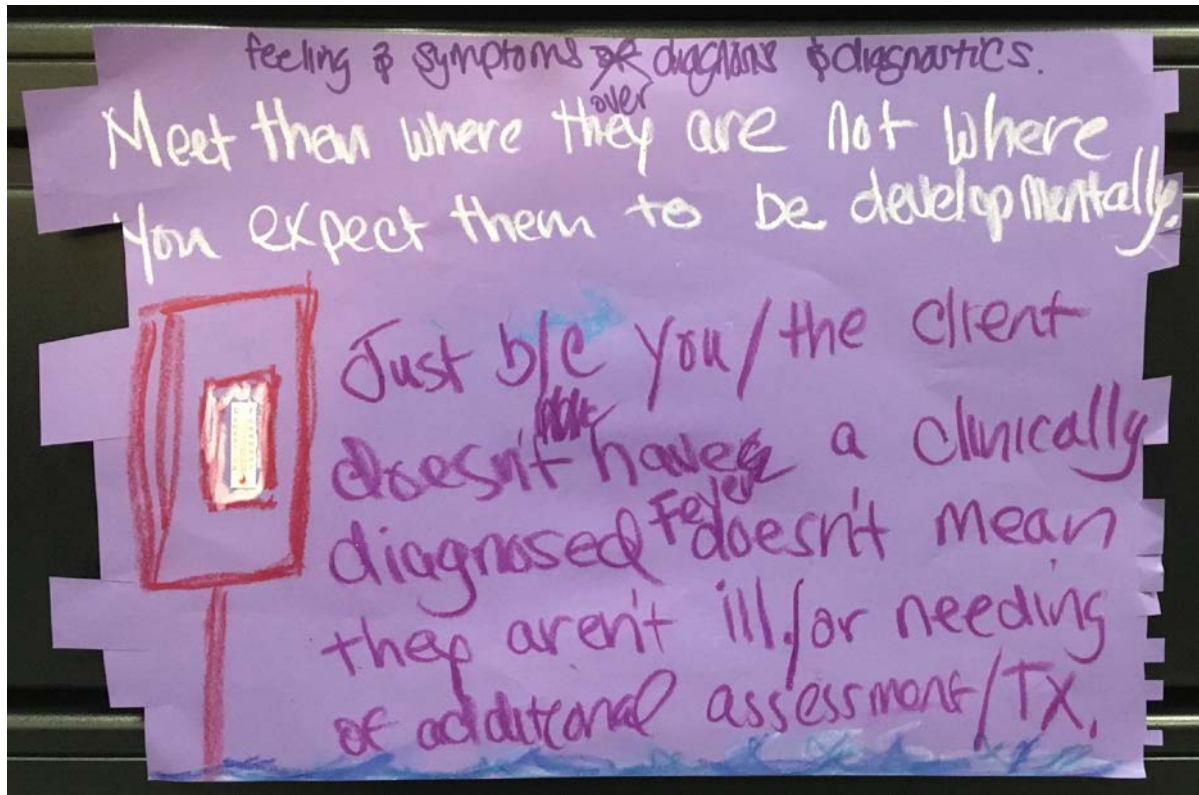 feeling & symptoms over diagnosis & diagnostics.
Meet them where they are not where
you expect them to be developmentally.
Just b/c you/the client
doesn't have a clinically
diagnosed Fever doesn't mean
they aren't ill/or needing
of additional assessment/TX.